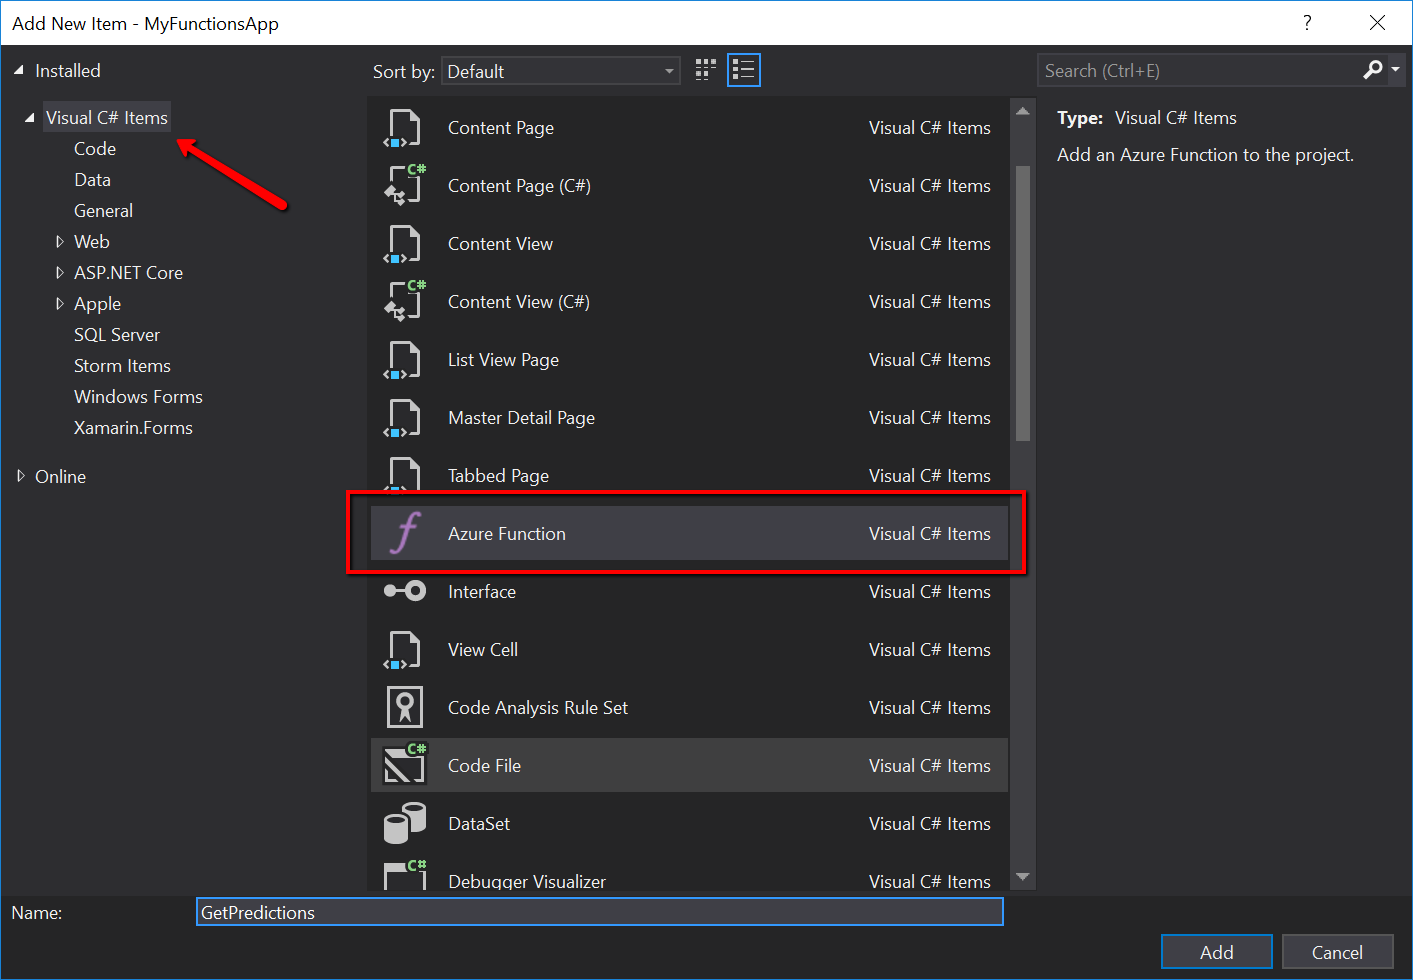 Add New Item - MyFunctionsApp
?
Installed
Visual C# Items
Code
Data
General
Web
ASP.NET Core
Apple
SQL Server
Storm Items
Windows Forms
Xamarin.Forms
Online
Sort by: Default
Content Page Visual C# Items
C# Content Page (C#) Visual C# Items
Content View Visual C# Items
C# Content View (C#) Visual C# Items
List View Page Visual C# Items
Master Detail Page Visual C# Items
Tabbed Page Visual C# Items
Azure Function Visual C# Items
Interface Visual C# Items
View Cell Visual C# Items
Code Analysis Rule Set Visual C# Items
C# Code File Visual C# Items
DataSet Visual C# Items
C# Debugger Visualizer Visual C# Items
Search (Ctrl+E)
Type: Visual C# Items
Add an Azure Function to the project.
Name: GetPredictions
Add Cancel